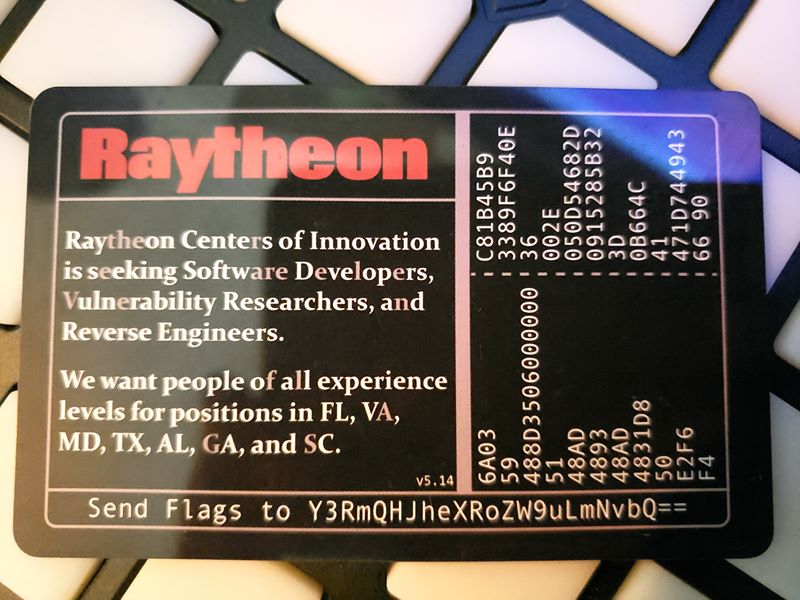 Raytheon
Raytheon Centers of Innovation
is seeking Software Developers,
Vulnerability Researchers, and
Reverse Engineers.
We want people of all experience
levels for positions in FL, VA,
MD, TX, AL, GA, and SC.
v5.14
6A03
59
488D3506000000
51
48AD
4893
48AD
4831D8
50
E2F6
F4
C81B45B9
3389F6F40E
36
002E
050D54682D
0915285B32
3D
0B664C
41
471D744943
66 90
Send Flags to Y3RmQHJheXRoZW9uLmNvbQ==